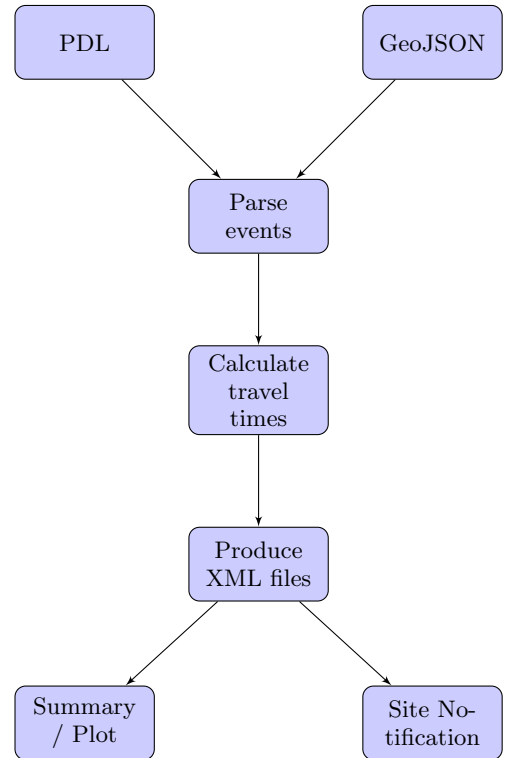 PDL
GeoJSON
Parse
events
Calculate
travel
times
Produce
XML files
Summary
/ Plot
Site No-
tification